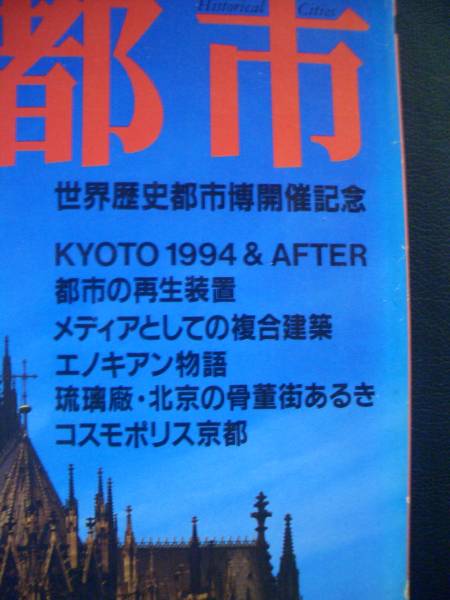 Historical Cities
都市
世界歴史都市博開催記念
KYOTO 1994 & AFTER
都市の再生装置
メディアとしての複合建築
エノキアン物語
琉璃廠・北京の骨董街あるき
コスモポリス京都